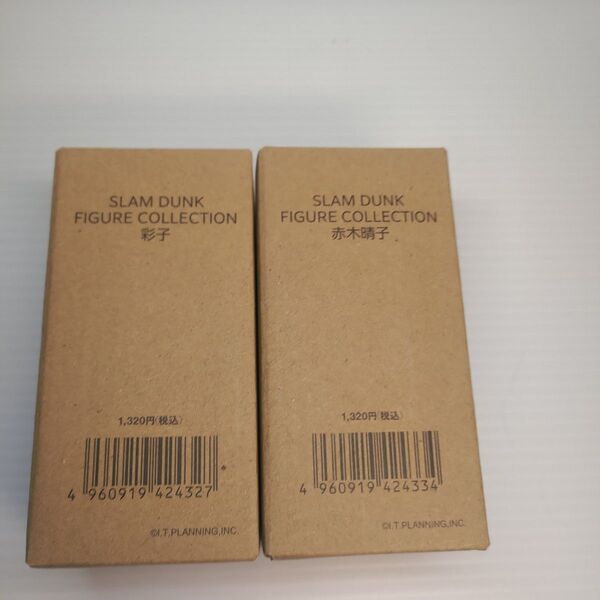 SLAM DUNK
FIGURE COLLECTION
彩子
1,320円(税込)
4 960919 424327
©I.T.PLANNING,INC.
SLAM DUNK
FIGURE COLLECTION
赤木晴子
1,320円(税込)
4 960919 424334
©I.T.PLANNING,INC.